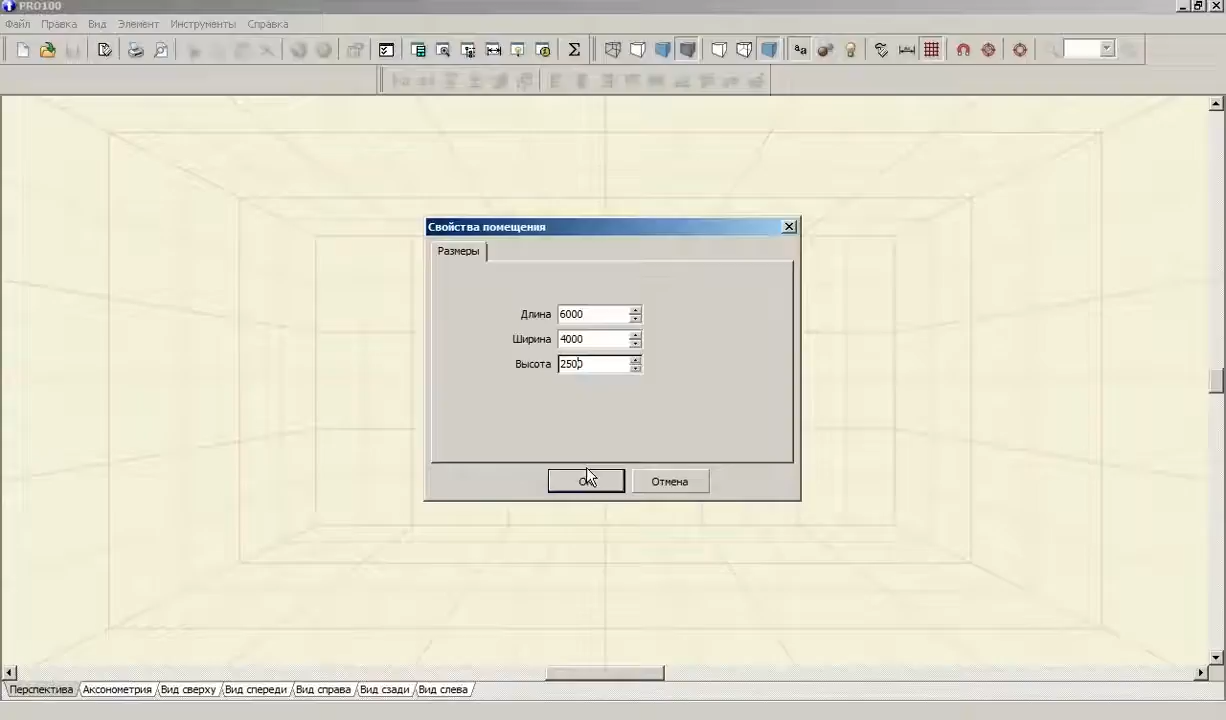 PRO100
Файл Правка Вид Элемент Инструменты Справка
Свойства помещения
Размеры
Длина 6000
Ширина 4000
Высота 2500
Отмена
Перспектива Аксонометрия Вид сверху Вид спереди Вид справа Вид сзади Вид слева